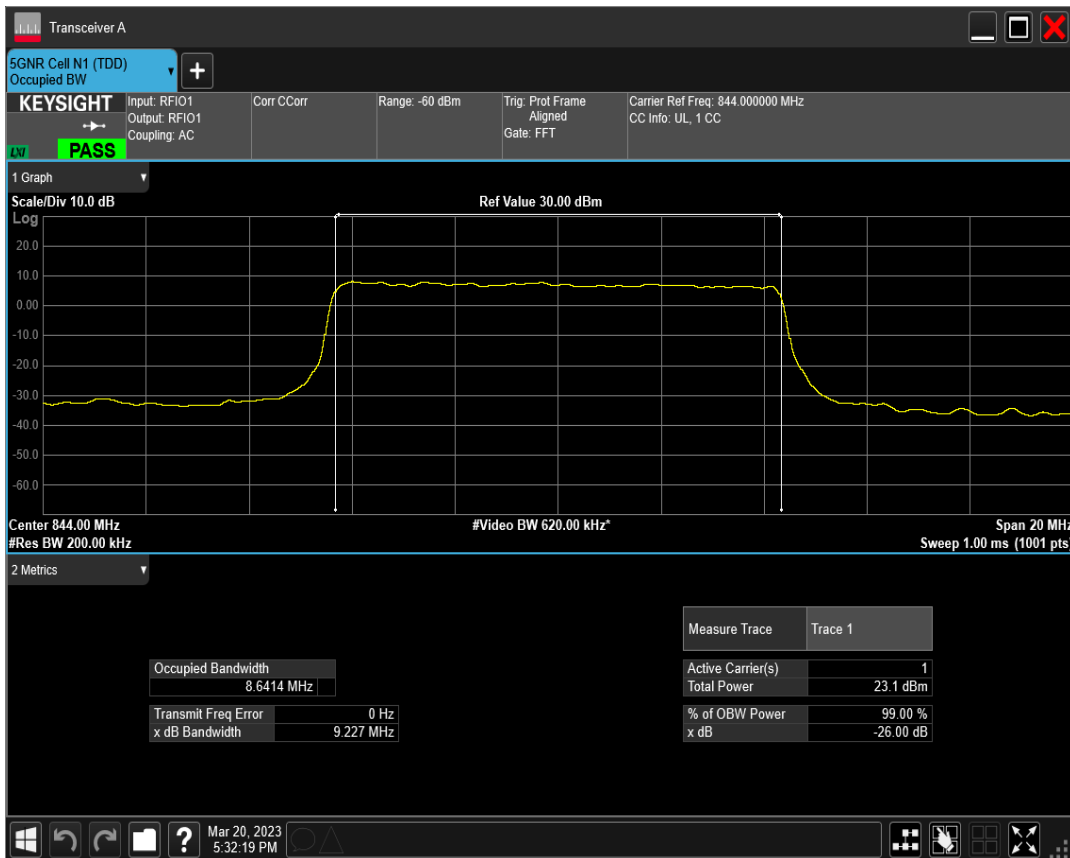 Transceiver A
5GNR Cell N1 (TDD)
Occupied BW
KEYSIGHT
LXI
PASS
Input: RFIO1
Output: RFIO1
Coupling: AC
Corr CCorr
Range: -60 dBm
Trig: Prot Frame
Aligned
Gate: FFT
Carrier Ref Freq: 844.000000 MHz
CC Info: UL, 1 CC
1 Graph
Scale/Div 10.0 dB
Ref Value 30.00 dBm
Log
20.0
10.0
0.00
-10.0
-20.0
-30.0
-40.0
-50.0
-60.0
Center 844.00 MHz
#Video BW 620.00 kHz*
Span 20 MHz
#Res BW 200.00 kHz
Sweep 1.00 ms (1001 pts)
2 Metrics
Measure Trace Trace 1
Occupied Bandwidth
8.6414 MHz
Active Carrier(s) 1
Total Power 23.1 dBm
Transmit Freq Error 0 Hz
x dB Bandwidth 9.227 MHz
% of OBW Power 99.00 %
x dB -26.00 dB
?
Mar 20, 2023
5:32:19 PM